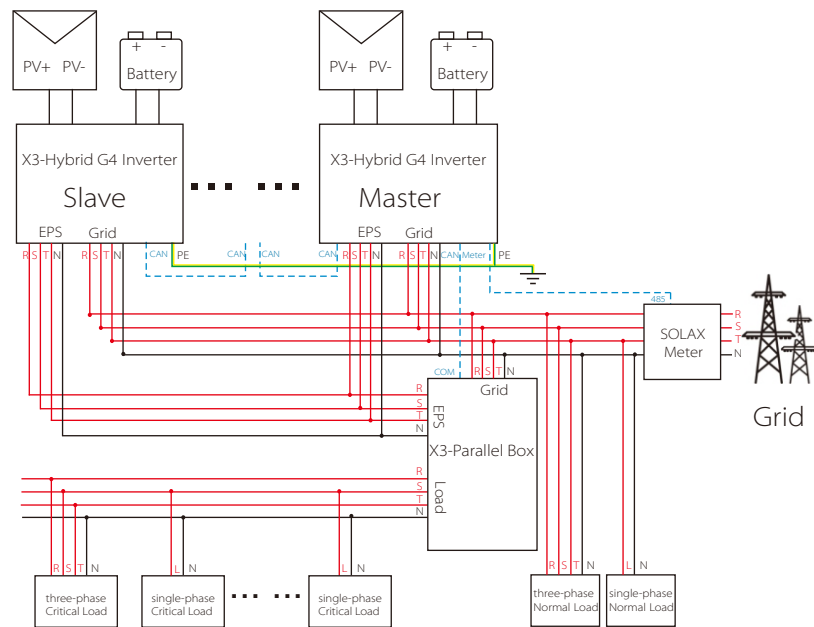 PV+ PV-
+ -
Battery
PV+ PV-
+ -
Battery
X3-Hybrid G4 Inverter
Slave
EPS Grid
X3-Hybrid G4 Inverter
Master
EPS Grid
R S T N R S T N CAN PE
CAN CAN
CAN R S T N R S T N CAN Meter PE
485
SOLAX
Meter
R
S
T
N
Grid
COM
R S T N
Grid
R
S
T
N
EPS
X3-Parallel Box
R
S
T
N
Load
R S T N
three-phase
Critical Load
L N
single-phase
Critical Load
L N
single-phase
Critical Load
R S T N
three-phase
Normal Load
L N
single-phase
Normal Load